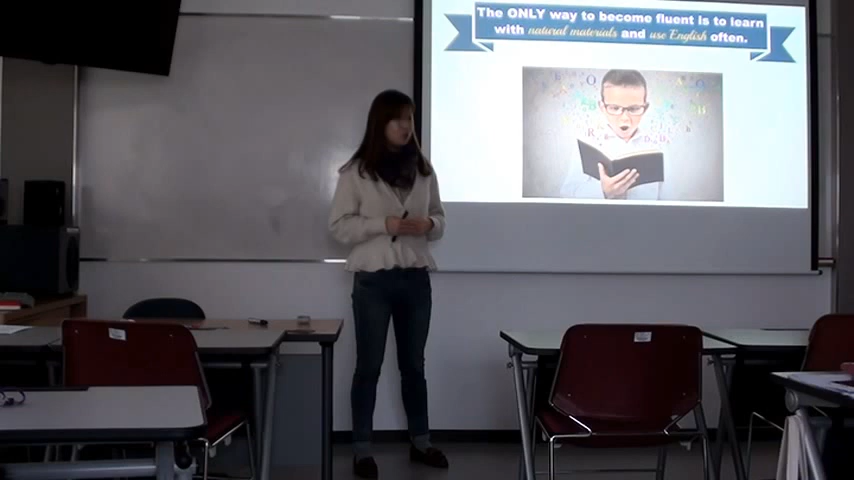 The ONLY way to become fluent is to learn
with natural materials and use English often.